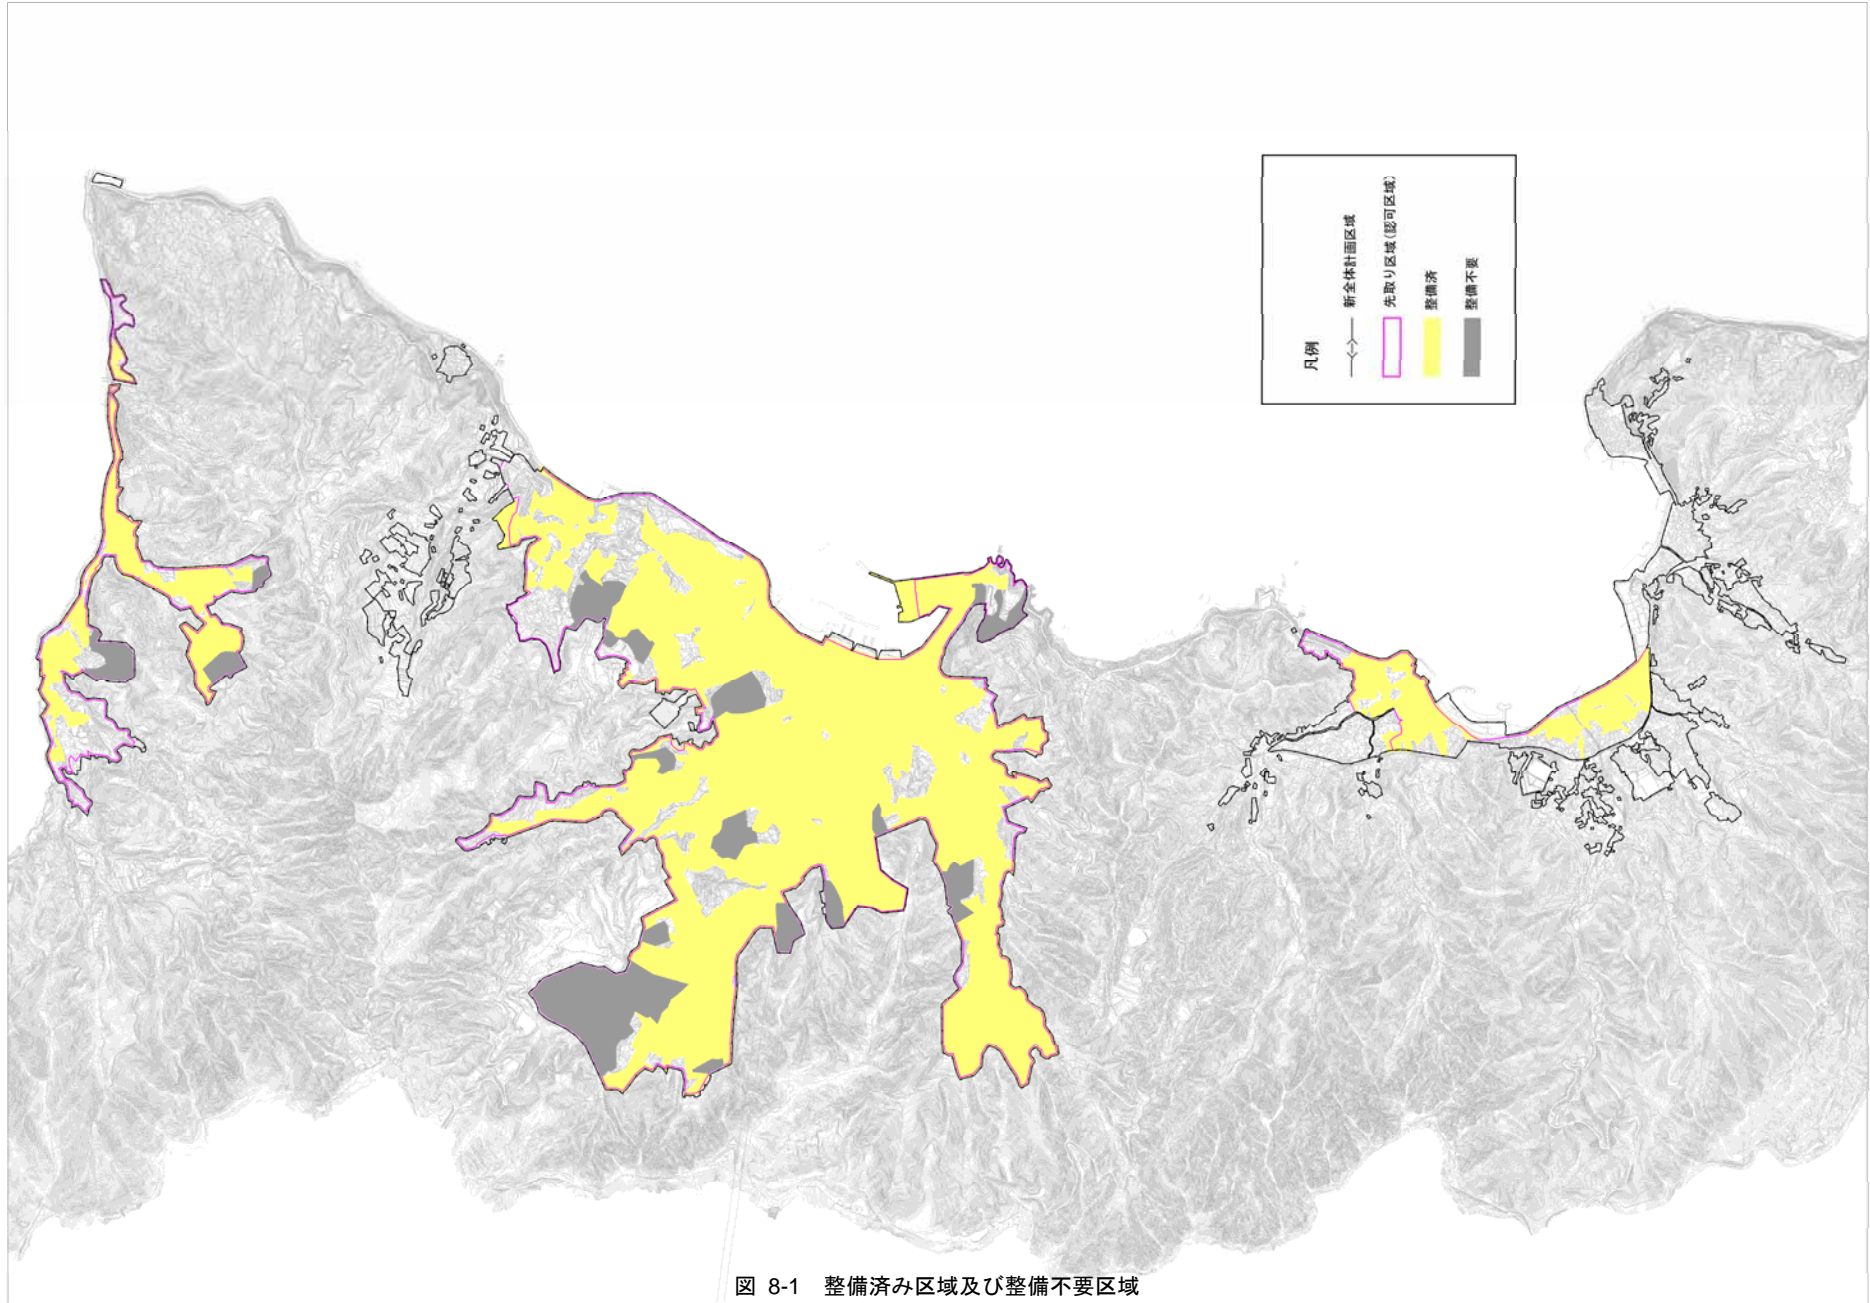 凡例
新全体計画区域
先取り区域(認可区域)
整備済
整備不要
図 8-1　整備済み区域及び整備不要区域